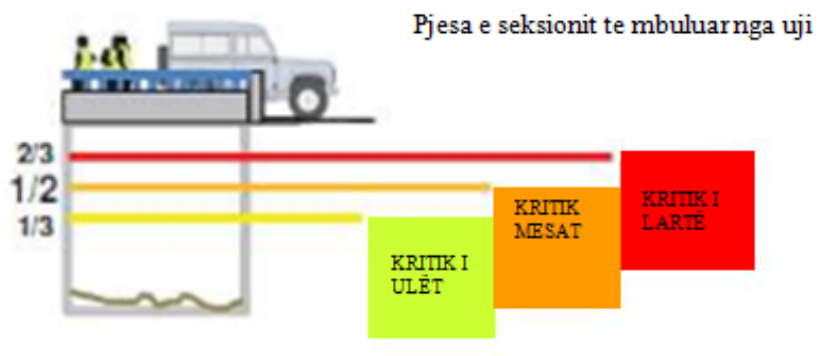 Pjesa e seksionit te mbuluar nga uji
2/3
1/2
1/3
KRITIK I
LARTË
KRITIK
MESAT
KRITIK I
ULËT